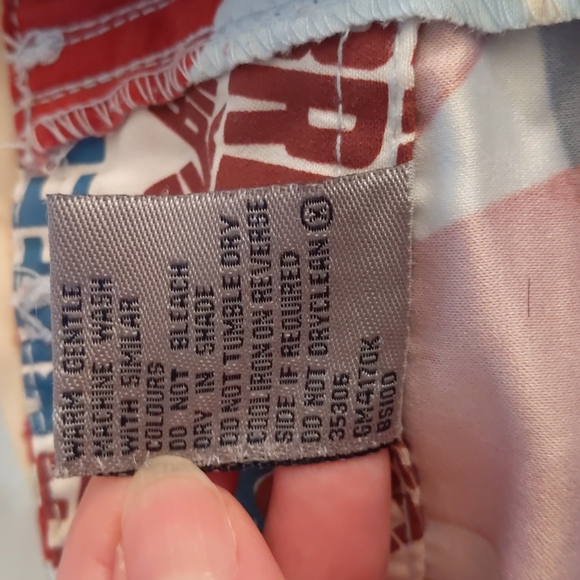 WARM GENTLE
MACHINE WASH
WITH SIMILAR
COLOURS
DO NOT BLEACH
DRY IN SHADE
DO NOT TUMBLE DRY
COOL IRON ON REVERSE
SIDE IF REQUIRED
DO NOT DRYCLEAN
35305
GM4170K
BS100